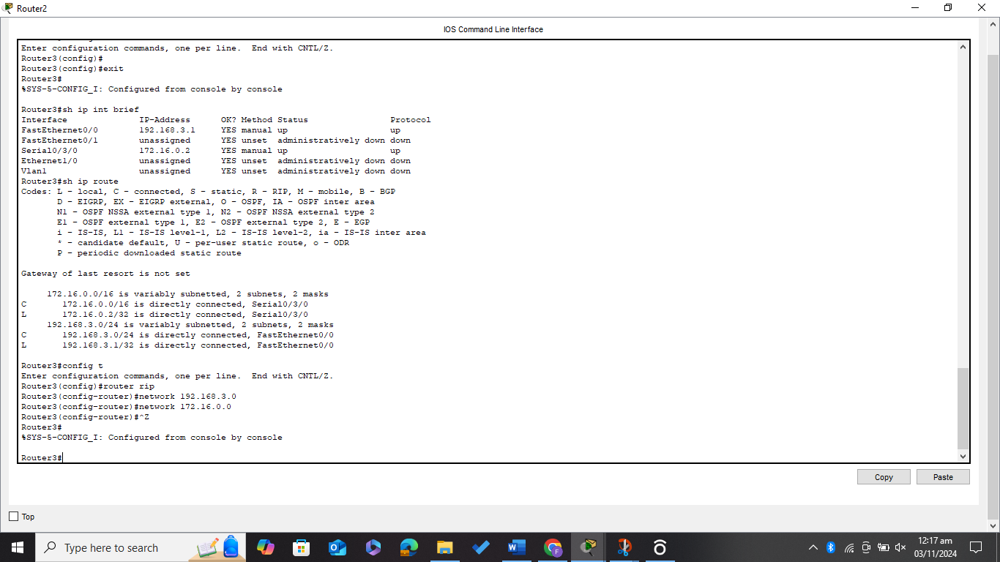 Router2
IOS Command Line Interface
Enter configuration commands, one per line.  End with CNTL/Z.
Router3(config)#
Router3(config)#exit
Router3#
%SYS-5-CONFIG_I: Configured from console by console
Router3#sh ip int brief
Interface              IP-Address      OK? Method Status                Protocol
FastEthernet0/0        192.168.3.1     YES manual up                    up
FastEthernet0/1        unassigned      YES unset  administratively down down
Serial0/3/0            172.16.0.2      YES manual up                    up
Ethernet1/0            unassigned      YES unset  administratively down down
Vlan1                  unassigned      YES unset  administratively down down
Router3#sh ip route
Codes: L - local, C - connected, S - static, R - RIP, M - mobile, B - BGP
       D - EIGRP, EX - EIGRP external, O - OSPF, IA - OSPF inter area
       N1 - OSPF NSSA external type 1, N2 - OSPF NSSA external type 2
       E1 - OSPF external type 1, E2 - OSPF external type 2, E - EGP
       i - IS-IS, L1 - IS-IS level-1, L2 - IS-IS level-2, ia - IS-IS inter area
       * - candidate default, U - per-user static route, o - ODR
       P - periodic downloaded static route
Gateway of last resort is not set
     172.16.0.0/16 is variably subnetted, 2 subnets, 2 masks
C       172.16.0.0/16 is directly connected, Serial0/3/0
L       172.16.0.2/32 is directly connected, Serial0/3/0
     192.168.3.0/24 is variably subnetted, 2 subnets, 2 masks
C       192.168.3.0/24 is directly connected, FastEthernet0/0
L       192.168.3.1/32 is directly connected, FastEthernet0/0
Router3#config t
Enter configuration commands, one per line.  End with CNTL/Z.
Router3(config)#router rip
Router3(config-router)#network 192.168.3.0
Router3(config-router)#network 172.16.0.0
Router3(config-router)#^Z
Router3#
%SYS-5-CONFIG_I: Configured from console by console
Router3#
Copy
Paste
Top
Type here to search
12:17 am
03/11/2024